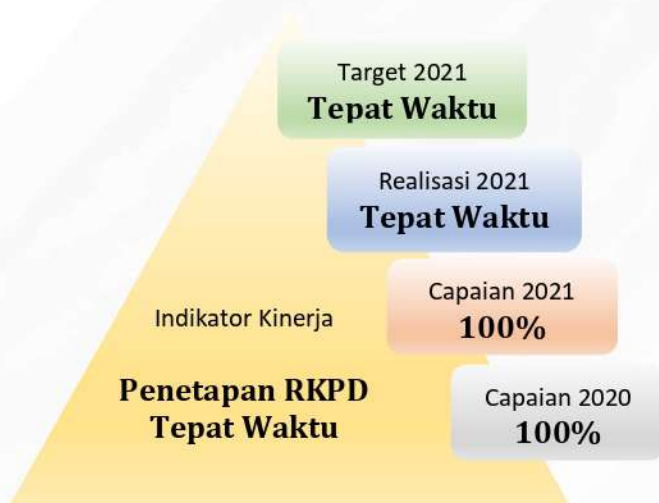 Target 2021
Tepat Waktu
Realisasi 2021
Tepat Waktu
Capaian 2021
100%
Indikator Kinerja
Penetapan RKPD
Tepat Waktu
Capaian 2020
100%